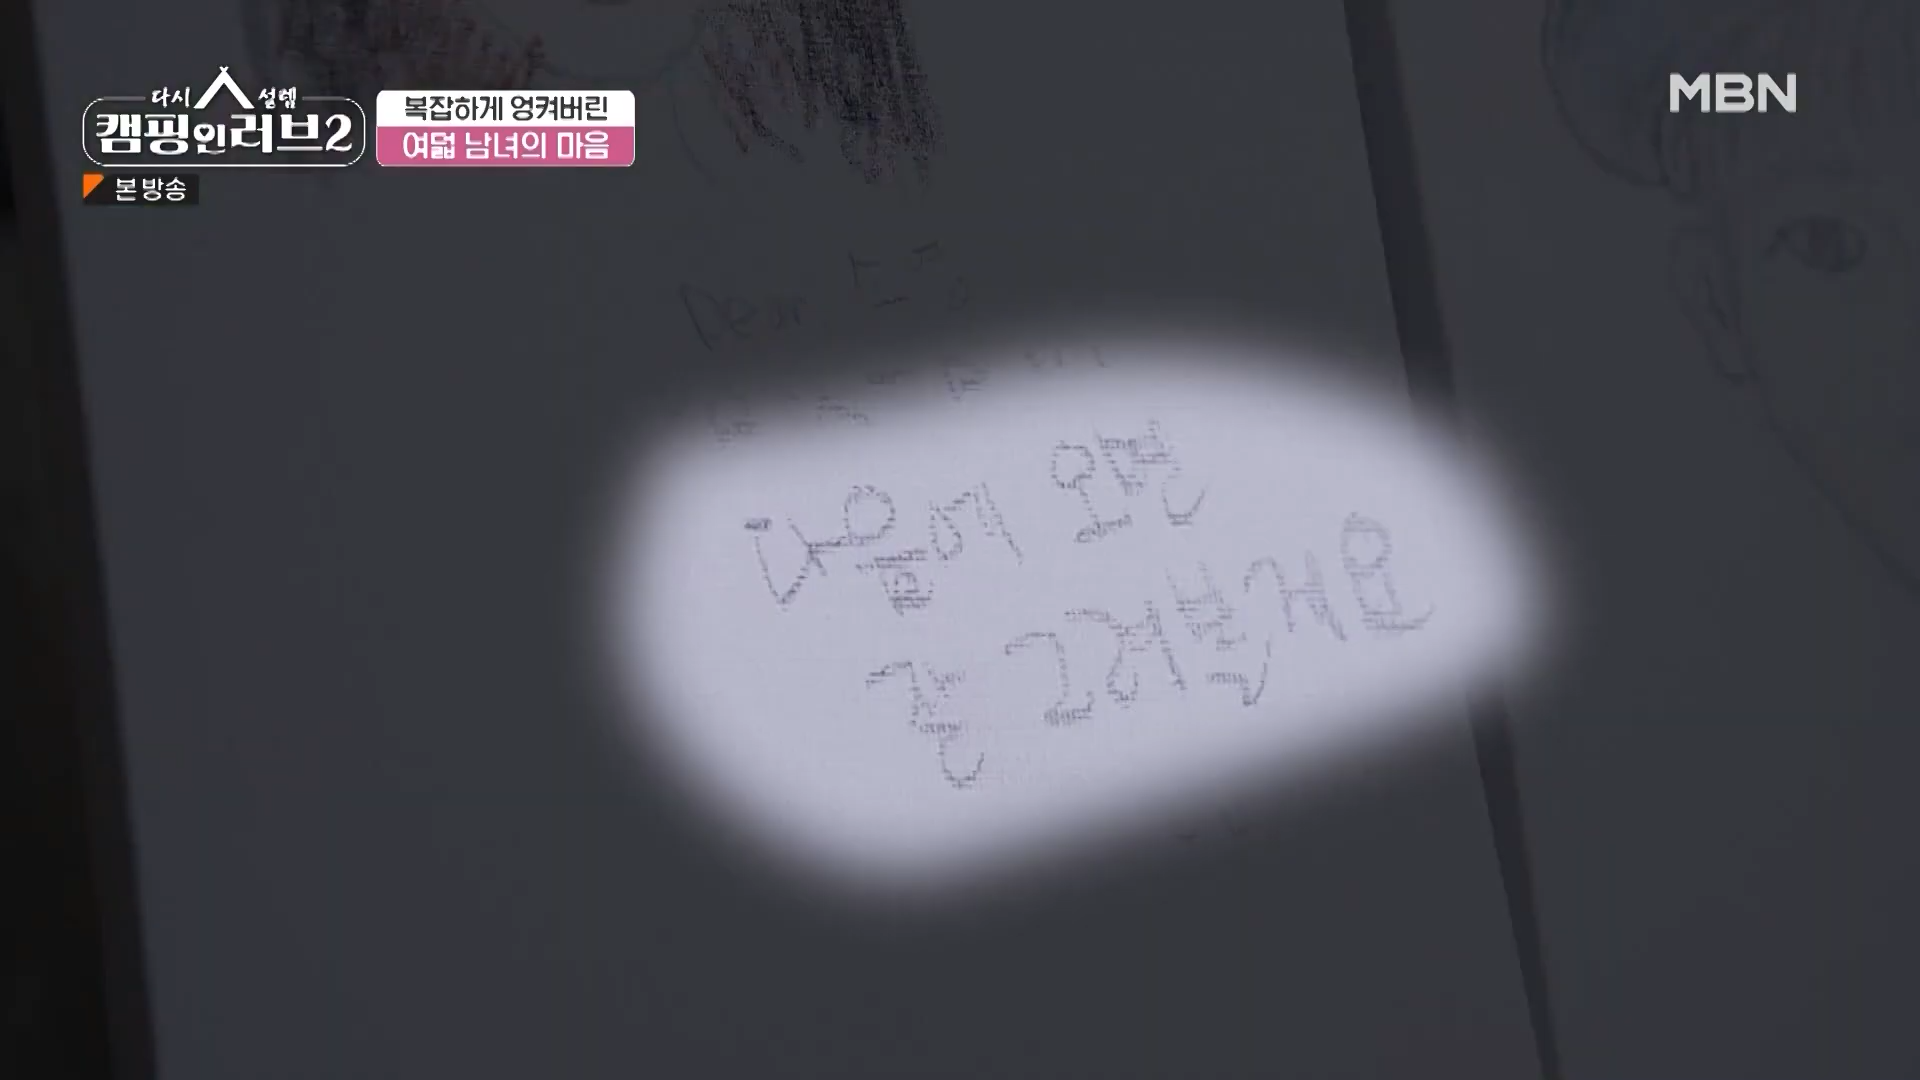 다시 설렘
캠핑인러브2
복잡하게 엉켜버린
여덟 남녀의 마음
본 방송
MBN
Dear.
다음에 오면
꼭 그려봅시요